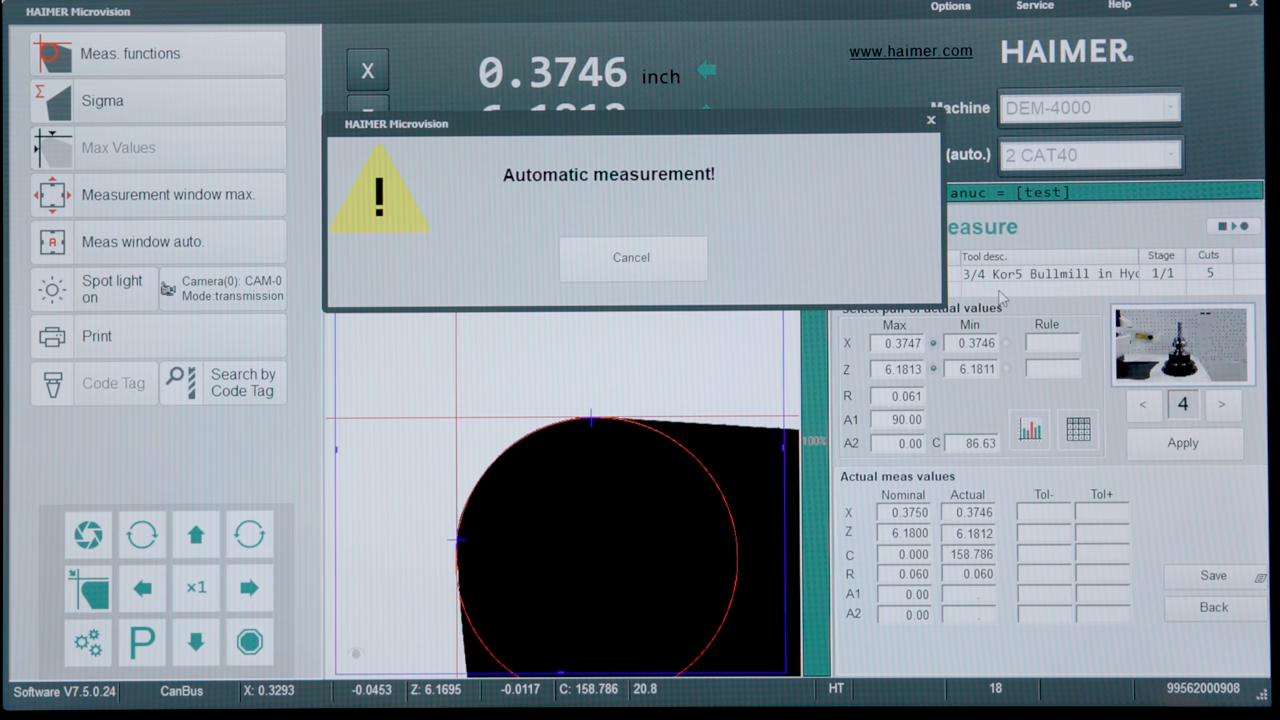 HAIMER Microvision
Options Service Help
Meas. functions
Sigma
Max Values
Measurement window max.
Meas window auto.
Spot light on
Camera(0): CAM-0
Mode:transmission
Print
Code Tag
Search by Code Tag
X 0.3746 inch
www.haimer.com
HAIMER.
Machine DEM-4000
(auto.) 2 CAT40
HAIMER Microvision
Automatic measurement!
Cancel
anuc = [test]
easure
Tool desc. Stage Cuts
3/4 Kor5 Bullmill in Hyd 1/1 5
Select pair of actual values
Max Min Rule
X 0.3747 0.3746
Z 6.1813 6.1811
R 0.061
A1 90.00
A2 0.00 C 86.63
< 4 >
Apply
100%
Actual meas values
Nominal Actual Tol- Tol+
X 0.3750 0.3746
Z 6.1800 6.1812
C 0.000 158.786
R 0.060 0.060
A1 0.00
A2 0.00
Save
Back
x1
P
Software V7.5.0.24 CanBus X: 0.3293 -0.0453 Z: 6.1695 -0.0117 C: 158.786 20.8 HT 18 99562000908